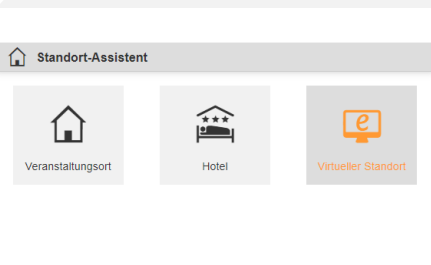 Standort-Assistent
Veranstaltungsort
Hotel
e
Virtueller Standort